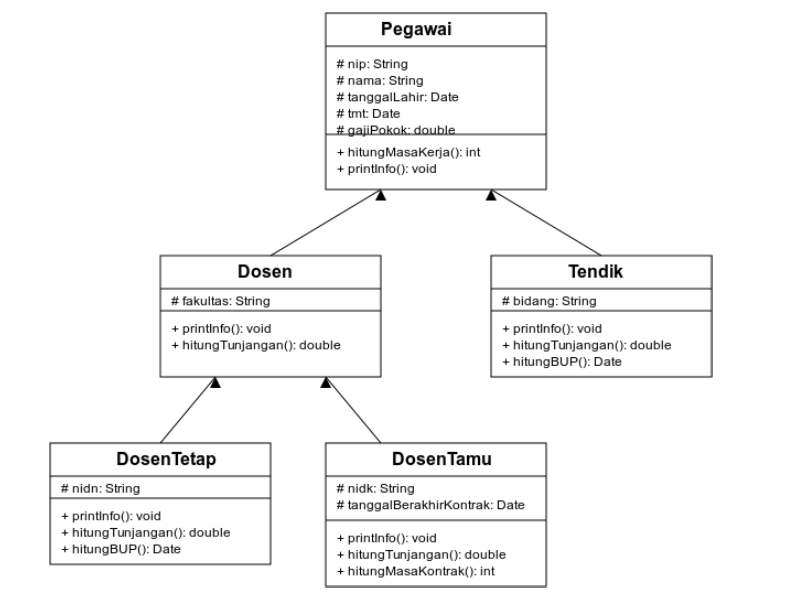 Pegawai
# nip: String
# nama: String
# tanggalLahir: Date
# tmt: Date
# gajiPokok: double
+ hitungMasaKerja(): int
+ printInfo(): void
Dosen
# fakultas: String
+ printInfo(): void
+ hitungTunjangan(): double
Tendik
# bidang: String
+ printInfo(): void
+ hitungTunjangan(): double
+ hitungBUP(): Date
DosenTetap
# nidn: String
+ printInfo(): void
+ hitungTunjangan(): double
+ hitungBUP(): Date
DosenTamu
# nidk: String
# tanggalBerakhirKontrak: Date
+ printInfo(): void
+ hitungTunjangan(): double
+ hitungMasaKontrak(): int